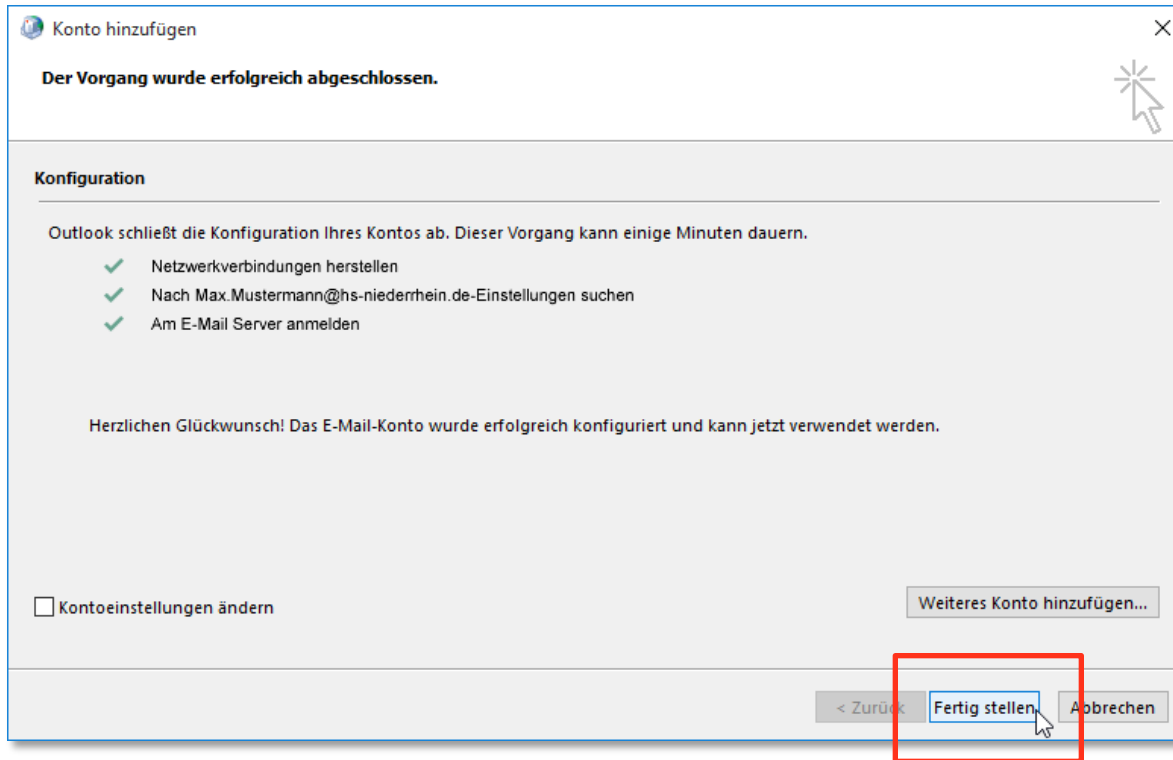 Konto hinzufügen
Der Vorgang wurde erfolgreich abgeschlossen.
Konfiguration
Outlook schließt die Konfiguration Ihres Kontos ab. Dieser Vorgang kann einige Minuten dauern.
Netzwerkverbindungen herstellen
Nach Max.Mustermann@hs-niederrhein.de-Einstellungen suchen
Am E-Mail Server anmelden
Herzlichen Glückwunsch! Das E-Mail-Konto wurde erfolgreich konfiguriert und kann jetzt verwendet werden.
Kontoeinstellungen ändern
Weiteres Konto hinzufügen...
< Zurück Fertig stellen Abbrechen